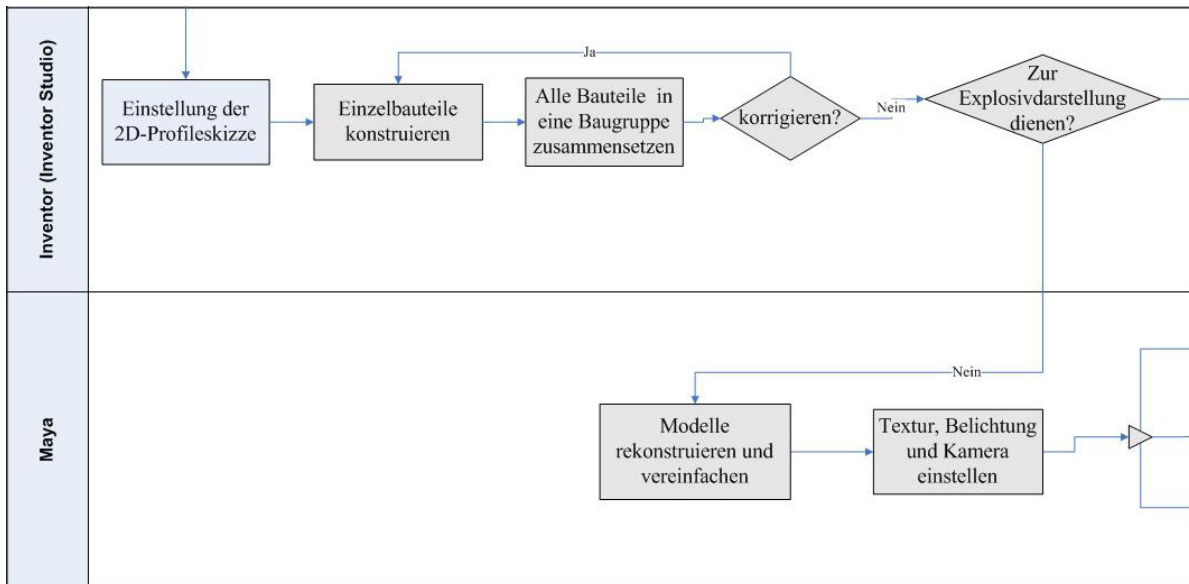 Inventor (Inventor Studio)
Einstellung der
2D-Profileskizze
Einzelbauteile
konstruieren
Alle Bauteile in
eine Baugruppe
zusammensetzen
Ja
korrigieren?
Nein
Zur
Explosivdarstellung
dienen?
Maya
Nein
Modelle
rekonstruieren und
vereinfachen
Textur, Belichtung
und Kamera
einstellen